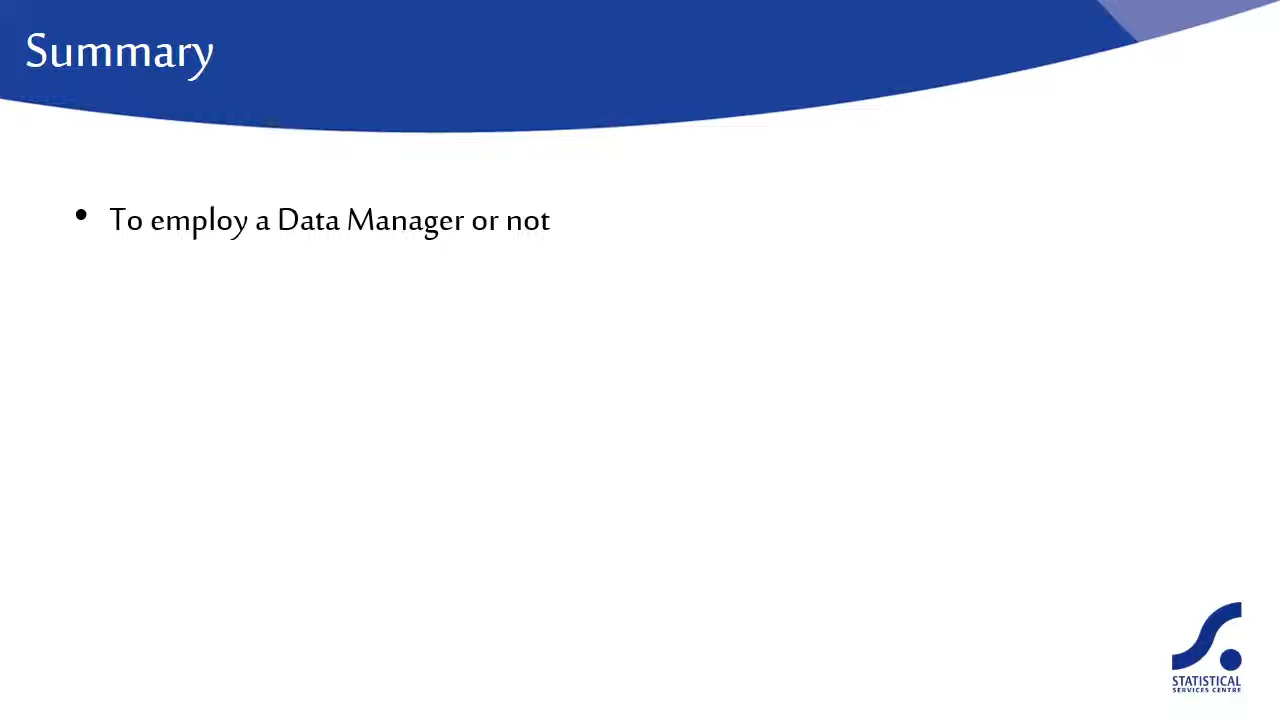 Summary
• To employ a Data Manager or not
STATISTICAL
SERVICES CENTRE